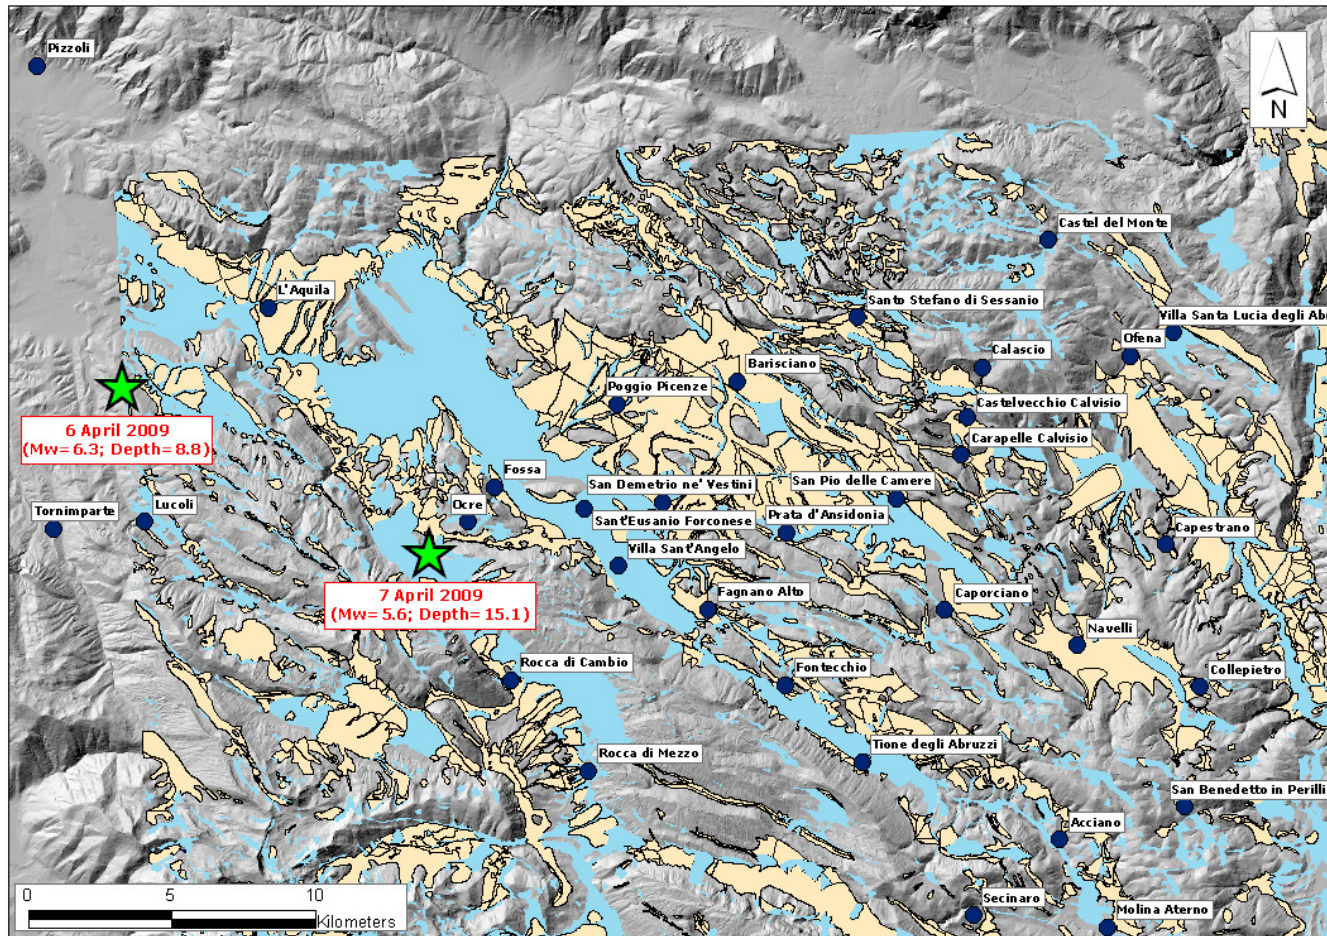 Pizzoli
N
Castel del Monte
L'Aquila
Santo Stefano di Sessanio
Villa Santa Lucia degli Abr
Ofena
Calascio
Barisciano
Poggio Picenze
Castelvecchio Calvisio
6 April 2009
(Mw= 6.3; Depth= 8.8)
Carapelle Calvisio
Fossa
San Demetrio ne' Vestini
San Pio delle Camere
Lucoli
Tornimparte
Ocre
Sant'Eusanio Forconese
Prata d'Ansidonia
Capestrano
Villa Sant'Angelo
7 April 2009
(Mw= 5.6; Depth= 15.1)
Fagnano Alto
Caporciano
Navelli
Rocca di Cambio
Fontecchio
Collepietro
Rocca di Mezzo
Tione degli Abruzzi
San Benedetto in Perilli
Acciano
0 5 10
Kilometers
Secinaro
Molina Aterno